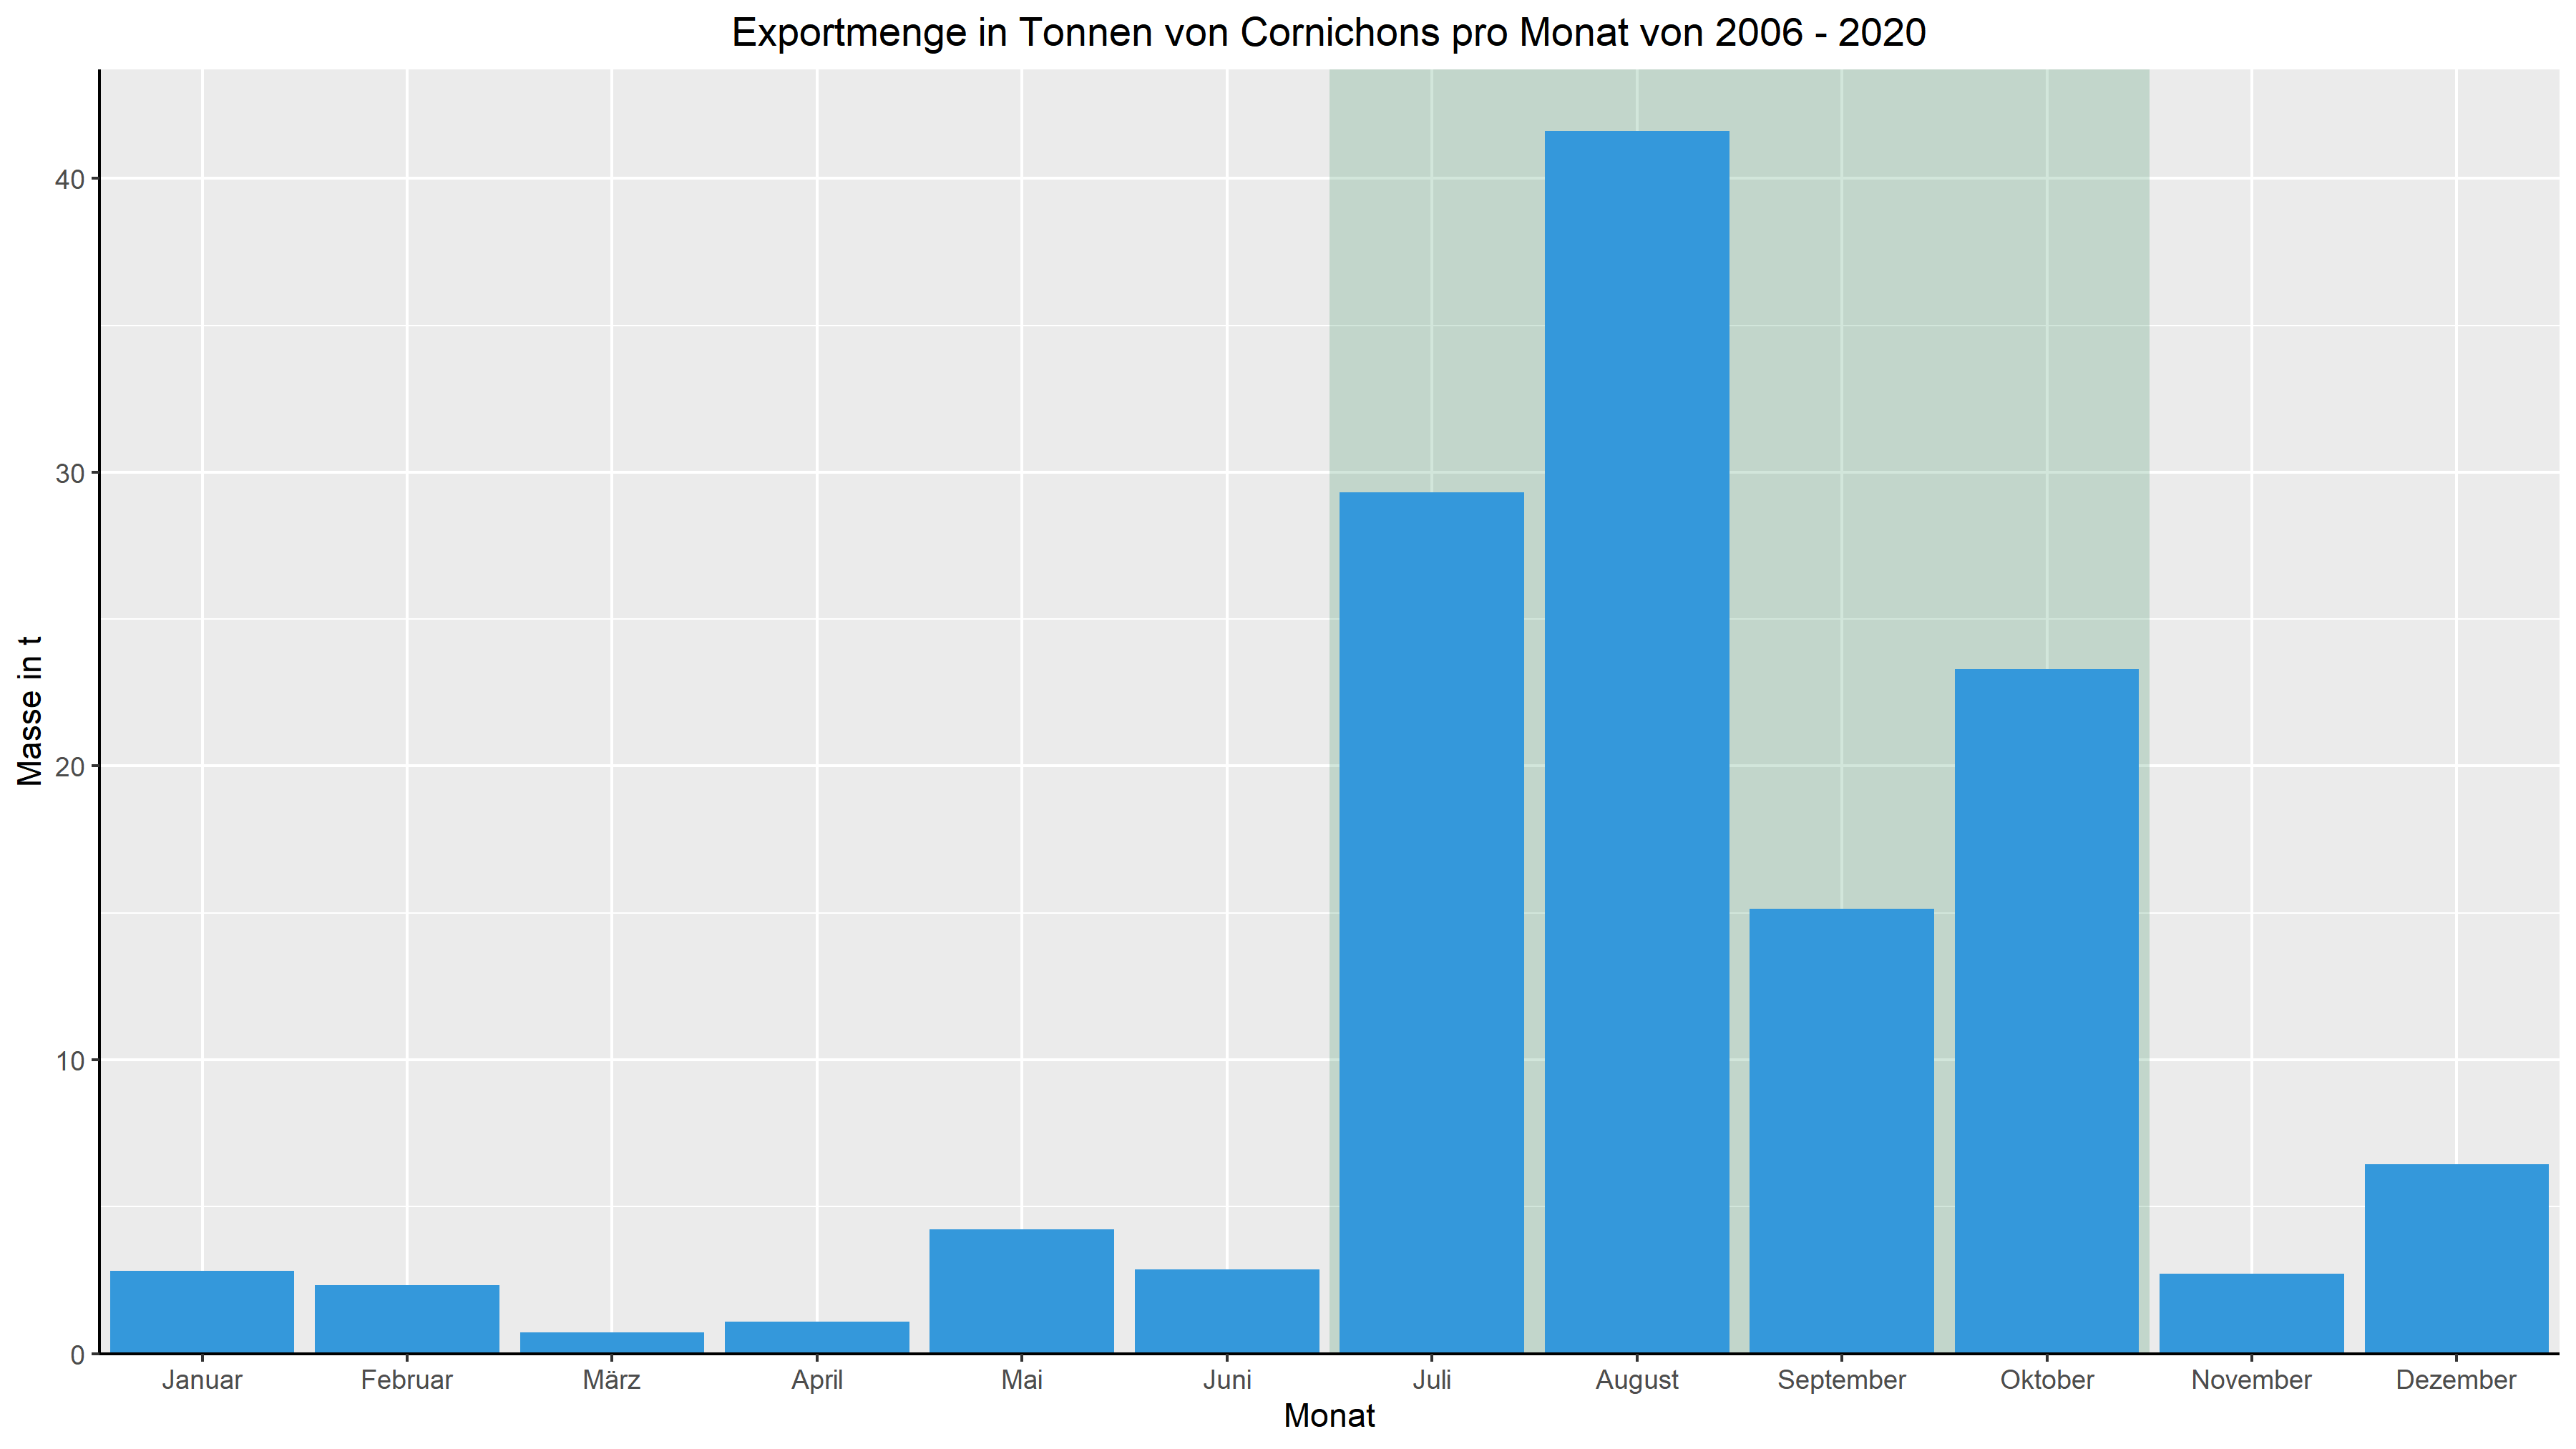 Exportmenge in Tonnen von Cornichons pro Monat von 2006 - 2020
Masse in t
40
30
20
10
0
Januar Februar März April Mai Juni Juli August September Oktober November Dezember
Monat